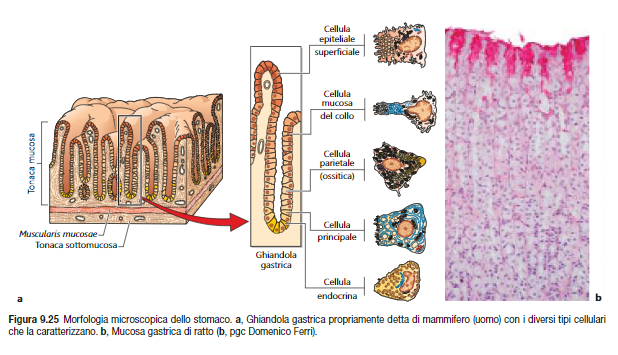 Cellula
epiteliale
superficiale
Cellula
mucosa
del collo
Cellula
parietale
(ossitica)
Cellula
principale
Cellula
endocrina
Ghiandola
gastrica
Tonaca mucosa
Muscularis mucosae
Tonaca sottomucosa
a
b
Figura 9.25 Morfologia microscopica dello stomaco. a, Ghiandola gastrica propriamente detta di mammifero (uomo) con i diversi tipi cellulari
che la caratterizzano. b, Mucosa gastrica di ratto (b, pgc Domenico Ferri).